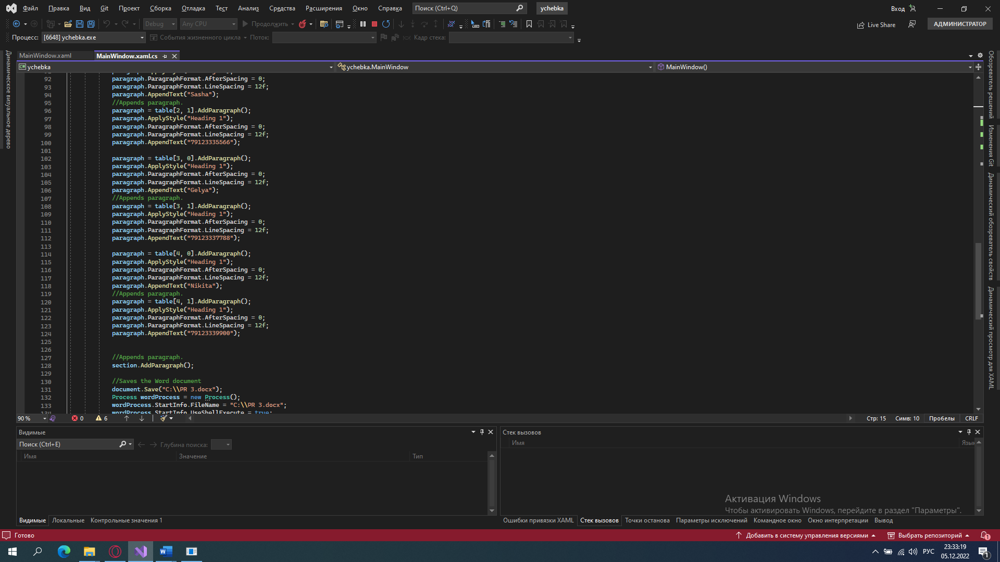 Файл Правка Вид Git Проект Сборка Отладка Тест Анализ Средства Расширения Окно Справка Поиск (Ctrl+Q) ychebka Вход
Debug Any CPU Продолжить Live Share АДМИНИСТРАТОР
Процесс: [6648] ychebka.exe События жизненного цикла Поток: Кадр стека:
MainWindow.xaml MainWindow.xaml.cs
ychebka ychebka.MainWindow MainWindow()
92 paragraph.ParagraphFormat.AfterSpacing = 0;
93 paragraph.ParagraphFormat.LineSpacing = 12f;
94 paragraph.AppendText("Sasha");
95 //Appends paragraph.
96 paragraph = table[2, 1].AddParagraph();
97 paragraph.ApplyStyle("Heading 1");
98 paragraph.ParagraphFormat.AfterSpacing = 0;
99 paragraph.ParagraphFormat.LineSpacing = 12f;
100 paragraph.AppendText("79123335566");
101
102 paragraph = table[3, 0].AddParagraph();
103 paragraph.ApplyStyle("Heading 1");
104 paragraph.ParagraphFormat.AfterSpacing = 0;
105 paragraph.ParagraphFormat.LineSpacing = 12f;
106 paragraph.AppendText("Gelya");
107 //Appends paragraph.
108 paragraph = table[3, 1].AddParagraph();
109 paragraph.ApplyStyle("Heading 1");
110 paragraph.ParagraphFormat.AfterSpacing = 0;
111 paragraph.ParagraphFormat.LineSpacing = 12f;
112 paragraph.AppendText("79123337788");
113
114 paragraph = table[4, 0].AddParagraph();
115 paragraph.ApplyStyle("Heading 1");
116 paragraph.ParagraphFormat.AfterSpacing = 0;
117 paragraph.ParagraphFormat.LineSpacing = 12f;
118 paragraph.AppendText("Nikita");
119 //Appends paragraph.
120 paragraph = table[4, 1].AddParagraph();
121 paragraph.ApplyStyle("Heading 1");
122 paragraph.ParagraphFormat.AfterSpacing = 0;
123 paragraph.ParagraphFormat.LineSpacing = 12f;
124 paragraph.AppendText("79123339900");
125
126
127 //Appends paragraph.
128 section.AddParagraph();
129
130 //Saves the Word document
131 document.Save("C:\\PR 3.docx");
132 Process wordProcess = new Process();
133 wordProcess.StartInfo.FileName = "C:\\PR 3.docx";
134 wordProcess.StartInfo.UseShellExecute = true;
90 % 0 6 Стр: 15 Симв: 10 Пробелы CRLF
Динамическое визуальное дерево
Обозреватель решений
Изменения Git
Динамический обозреватель свойств
Динамический просмотр для XAML
Видимые
Поиск (Ctrl+E) Глубина поиска:
Имя Значение Тип
Видимые Локальные Контрольные значения 1
Стек вызовов
Имя Язык
Активация Windows
Чтобы активировать Windows, перейдите в раздел "Параметры".
Ошибки привязки XAML Стек вызовов Точки останова Параметры исключений Командное окно Окно интерпретации Вывод
Готово Добавить в систему управления версиями Выбрать репозиторий 1
РУС 23:33:19
05.12.2022 1